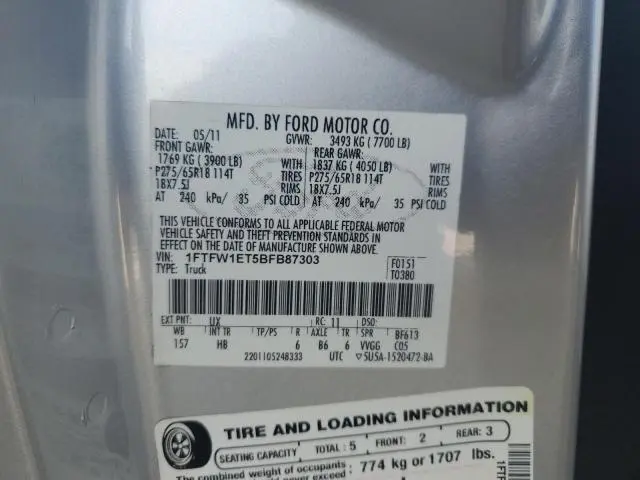 MFD. BY FORD MOTOR CO.
DATE: 05/11 GVWR: 3493 KG (7700 LB)
FRONT GAWR: REAR GAWR:
1769 KG (3900 LB) WITH 1837 KG (4050 LB) WITH
P275/65R18 114T TIRES P275/65R18 114T TIRES
18X7.5J RIMS 18X7.5J RIMS
AT 240 kPa/ 35 PSI COLD AT 240 kPa/ 35 PSI COLD
THIS VEHICLE CONFORMS TO ALL APPLICABLE FEDERAL MOTOR
VEHICLE SAFETY AND THEFT PREVENTION STANDARDS IN
EFFECT ON THE DATE OF MANUFACTURE SHOWN ABOVE.
VIN: 1FTFW1ET5BFB87303 F0151
TYPE: Truck T0380
EXT PNT: UX RC: 11 DSO:
WB INT TR TP/PS R AXLE TR SPR BF613
157 HB 6 B6 6 VVGG C05
2201105248333 UTC 5U5A-1520472-BA
TIRE AND LOADING INFORMATION
SEATING CAPACITY TOTAL: 5 FRONT: 2 REAR: 3
The combined weight of occupants
774 kg or 1707 lbs.